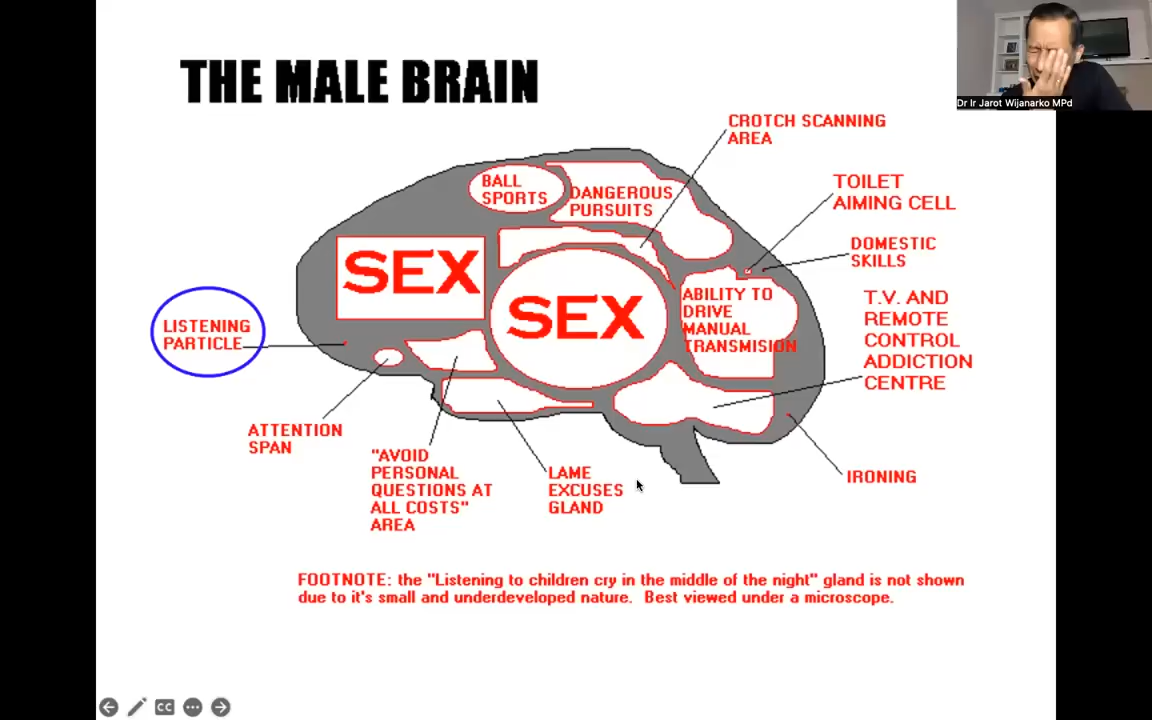 THE MALE BRAIN
Dr Ir Jarot Wijanarko MPd
CROTCH SCANNING
AREA
BALL
SPORTS
DANGEROUS
PURSUITS
TOILET
AIMING CELL
DOMESTIC
SKILLS
SEX
SEX
ABILITY TO
DRIVE
MANUAL
TRANSMISION
T.V. AND
REMOTE
CONTROL
ADDICTION
CENTRE
LISTENING
PARTICLE
ATTENTION
SPAN
"AVOID
PERSONAL
QUESTIONS AT
ALL COSTS"
AREA
LAME
EXCUSES
GLAND
IRONING
FOOTNOTE: the "Listening to children cry in the middle of the night" gland is not shown
due to it's small and underdeveloped nature. Best viewed under a microscope.
CC